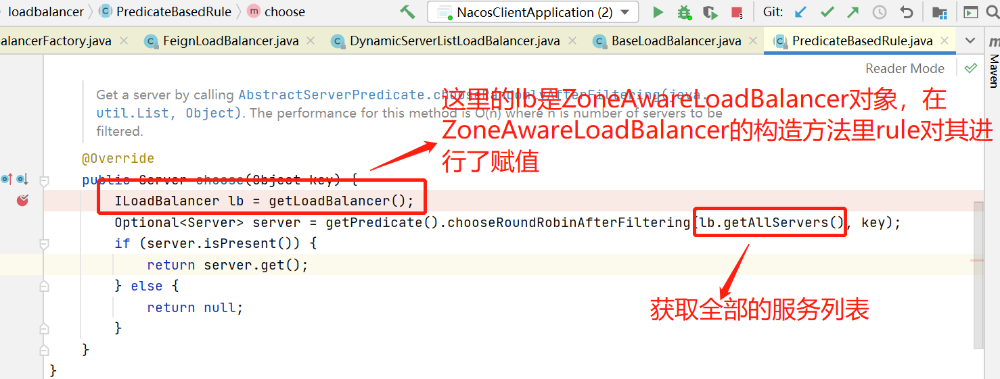 loadbalancer PredicateBasedRule choose NacosClientApplication (2) Git:
alancerFactory.java FeignLoadBalancer.java DynamicServerListLoadBalancer.java BaseLoadBalancer.java PredicateBasedRule.java
Maven
Reader Mode
Get a server by calling AbstractServerPredicate.chooseRandomlyAfterFiltering(java.
util.List, Object). The performance for this method is O(n) where n is number of servers to be
filtered.
这里的lb是ZoneAwareLoadBalancer对象，在
ZoneAwareLoadBalancer的构造方法里rule对其进
行了赋值
@Override
public Server choose(Object key) {
ILoadBalancer lb = getLoadBalancer();
Optional<Server> server = getPredicate().chooseRoundRobinAfterFiltering(lb.getAllServers(), key);
if (server.isPresent()) {
return server.get();
} else {
return null;
}
}
}
获取全部的服务列表